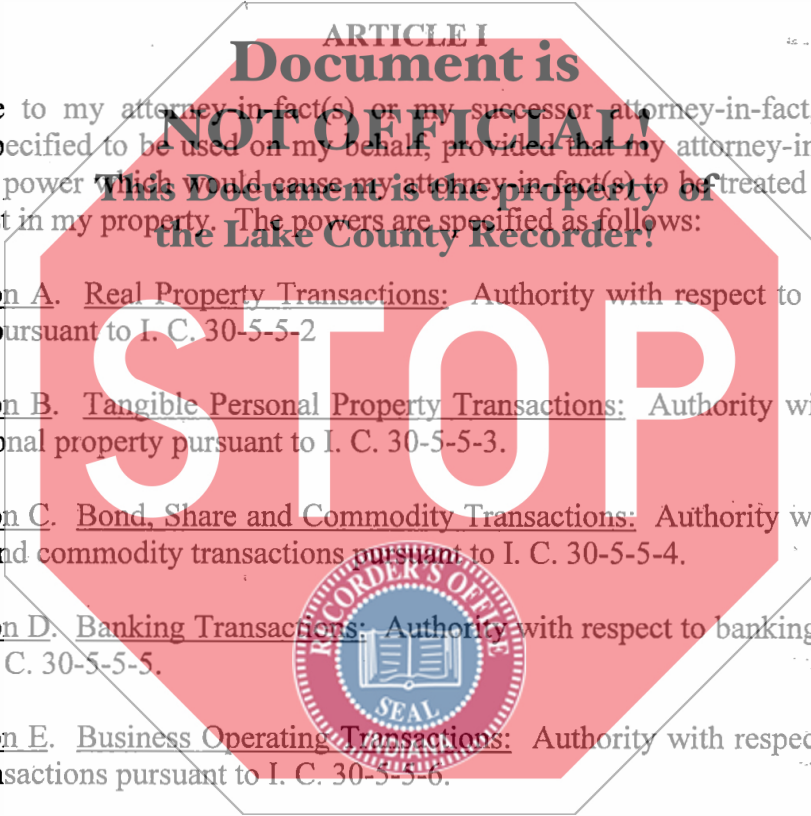 ARTICLE I
Document is
e to my attorney-in-fact(s) or my successor attorney-in-fact
NOT OFFICIAL!
pecified to be used on my behalf, provided that my attorney-in
This Document is the property of
power which would cause my attorney-in-fact(s) to be treated
t in my property. The powers are specified as follows:
the Lake County Recorder!
n A. Real Property Transactions: Authority with respect to
ursuant to I. C. 30-5-5-2
STOP
n B. Tangible Personal Property Transactions: Authority wi
onal property pursuant to I. C. 30-5-5-3.
n C. Bond, Share and Commodity Transactions: Authority w
nd commodity transactions pursuant to I. C. 30-5-5-4.
RECORDER'S OFFICE
n D. Banking Transactions: Authority with respect to banking
C. 30-5-5-5.
SEAL
INDIANA
n E. Business Operating Transactions: Authority with respec
nsactions pursuant to I. C. 30-5-5-6.